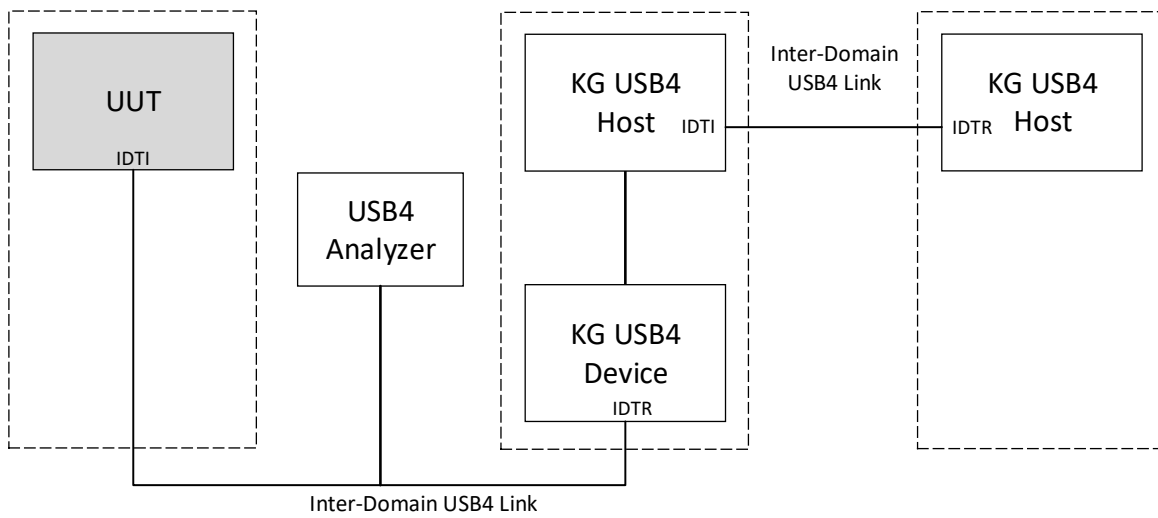 UUT
IDTI
USB4
Analyzer
KG USB4
Host
IDTI
KG USB4
Device
IDTR
Inter-Domain
USB4 Link
KG USB4
Host
IDTR
Inter-Domain USB4 Link